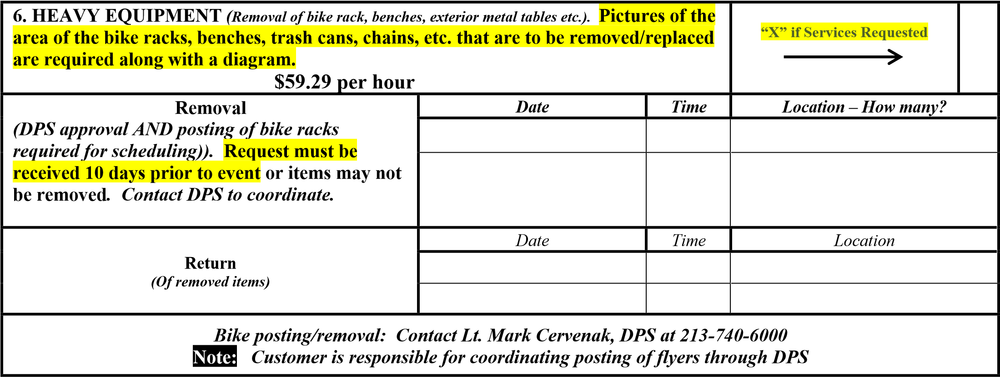 6. HEAVY EQUIPMENT (Removal of bike rack, benches, exterior metal tables etc.). Pictures of the
area of the bike racks, benches, trash cans, chains, etc. that are to be removed/replaced
are required along with a diagram.
$59.29 per hour
“X” if Services Requested
Removal
(DPS approval AND posting of bike racks
required for scheduling)). Request must be
received 10 days prior to event or items may not
be removed. Contact DPS to coordinate.
Date
Time
Location – How many?
Return
(Of removed items)
Date
Time
Location
Bike posting/removal: Contact Lt. Mark Cervenak, DPS at 213-740-6000
Note: Customer is responsible for coordinating posting of flyers through DPS